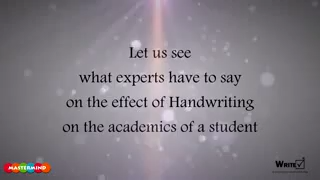 Let us see
what experts have to say
on the effect of Handwriting
on the academics of a student
MASTERMIND
WRITE